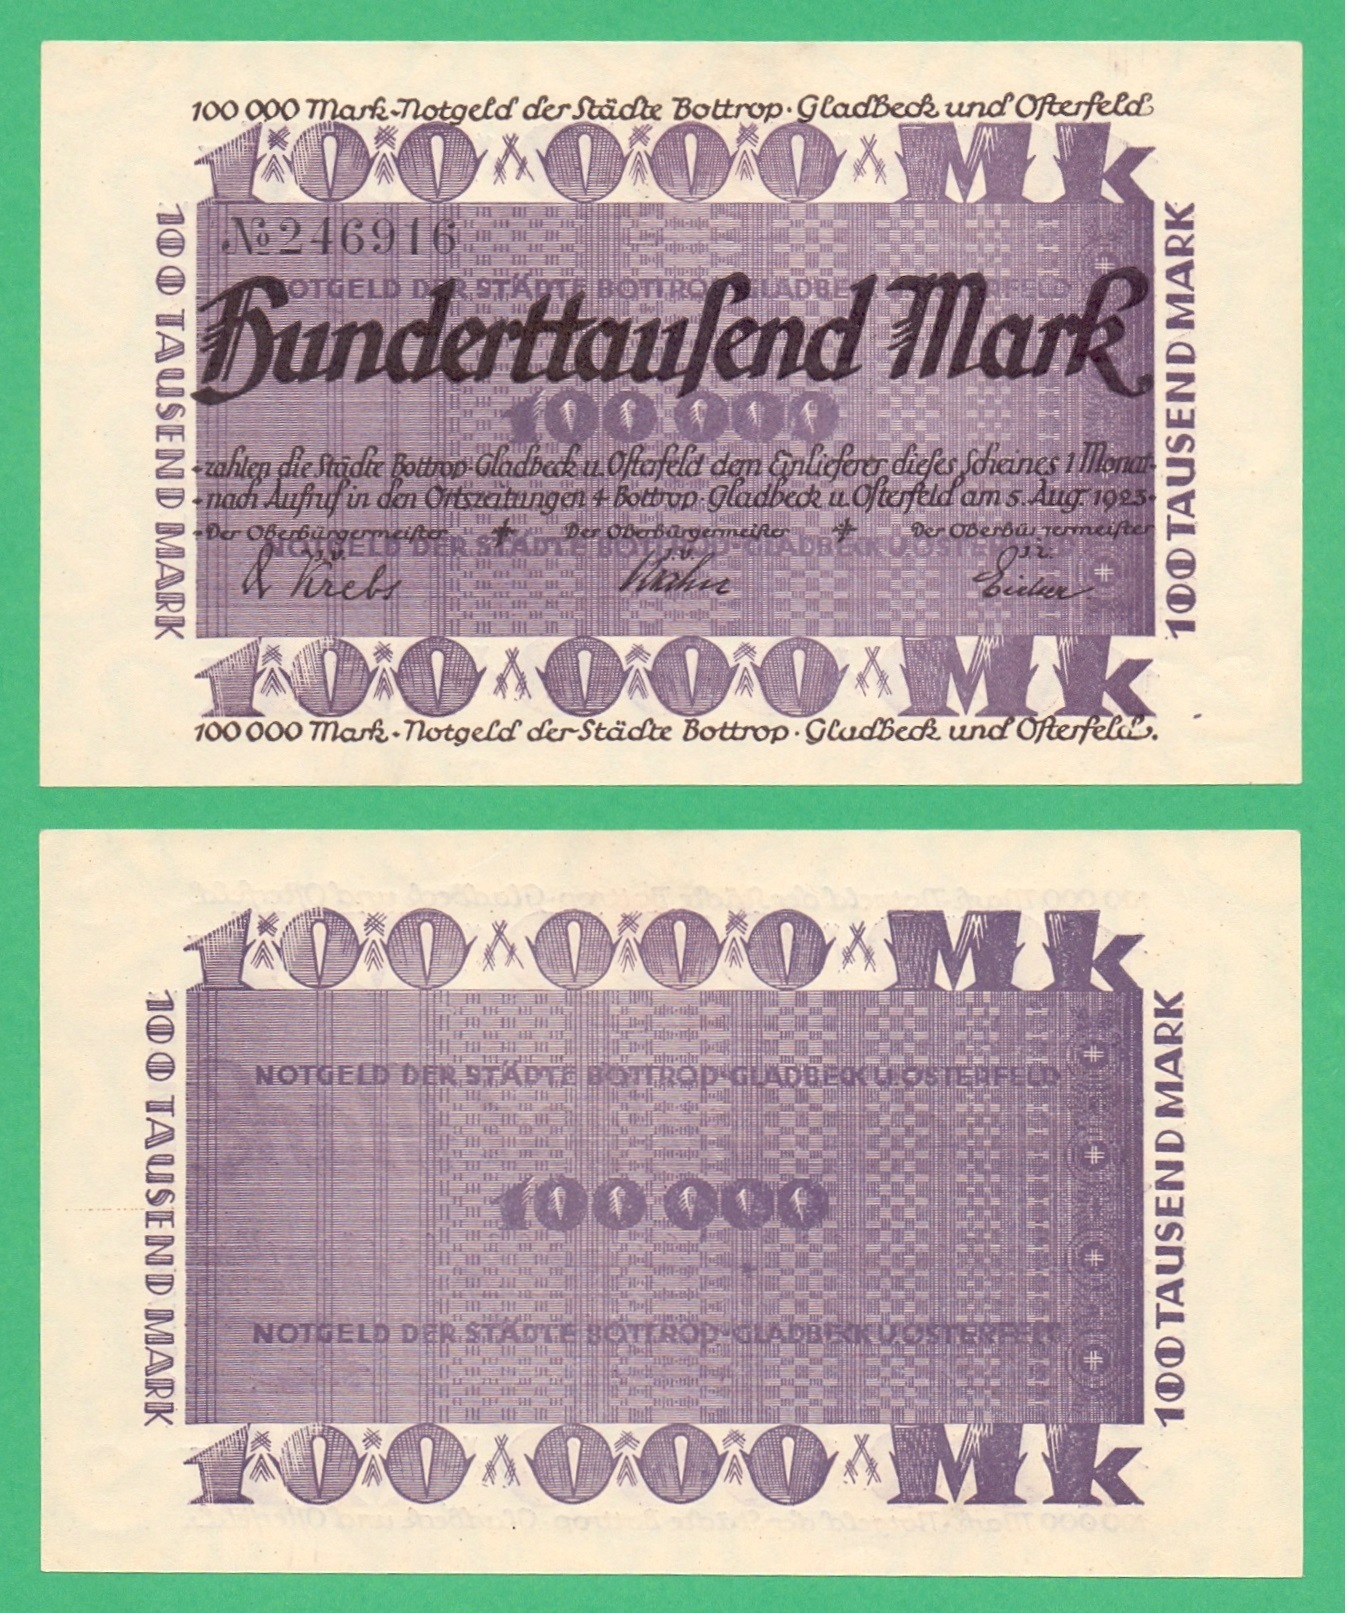 100 000 Mark-Notgeld der Städte Bottrop·Gladbeck und Osterfeld
100 000 Mk
100 TAUSEND MARK
100 TAUSEND MARK
№ 246916
NOTGELD DER STÄDTE BOTTROP-GLADBECK U. OSTERFELD
Hunderttauſend Mark
100 000
-zahlen die Städte Bottrop·Gladbeck u. Oſterfeld dem Einlieferer dieſes Scheines 1 Monat-
-nach Aufruf in den Ortszeitungen + Bottrop·Gladbeck u. Oſterfeld am 5. Aug. 1923-
-Der Oberbürgermeiſter Der Oberbürgermeiſter Der Oberbürgermeiſter
NOTGELD DER STÄDTE BOTTROP-GLADBECK U. OSTERFELD
J.V. J.V. J.V.
Krebs
100 000 Mk
100 000 Mark-Notgeld der Städte Bottrop·Gladbeck und Oſterfeld.
100 000 Mk
100 TAUSEND MARK
100 TAUSEND MARK
NOTGELD DER STÄDTE BOTTROP-GLADBECK U. OSTERFELD
100 000
NOTGELD DER STÄDTE BOTTROP-GLADBECK U. OSTERFELD
100 000 Mk